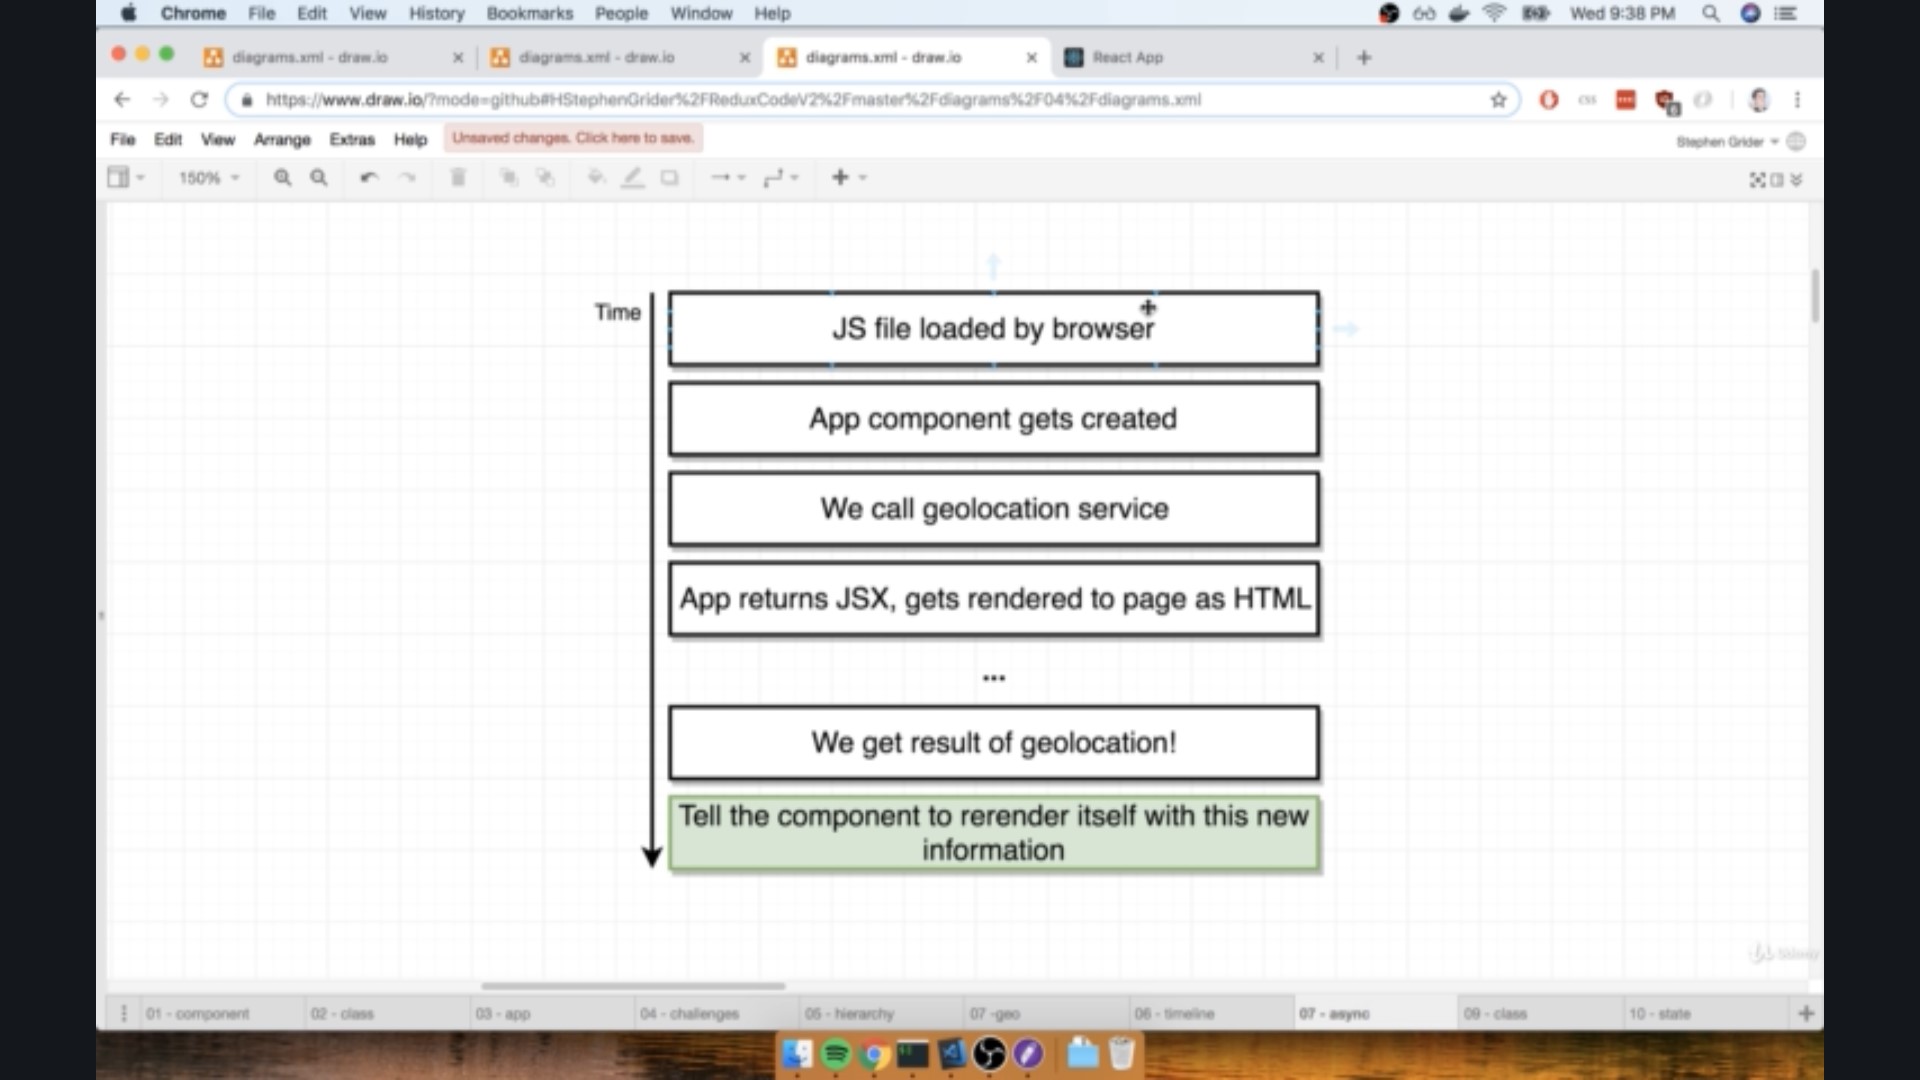 Chrome File Edit View History Bookmarks People Window Help Wed 9:38 PM
diagrams.xml - draw.io diagrams.xml - draw.io diagrams.xml - draw.io React App
https://www.draw.io/?mode=github#HStephenGrider%2FReduxCodeV2%2Fmaster%2Fdiagrams%2F04%2Fdiagrams.xml
File Edit View Arrange Extras Help Unsaved changes. Click here to save. Stephen Grider
150%
Time
JS file loaded by browser
App component gets created
We call geolocation service
App returns JSX, gets rendered to page as HTML
...
We get result of geolocation!
Tell the component to rerender itself with this new
information
01 - component 02 - class 03 - app 04 - challenges 05 - hierarchy 07 -geo 06 - timeline 07 - async 09 - class 10 - state